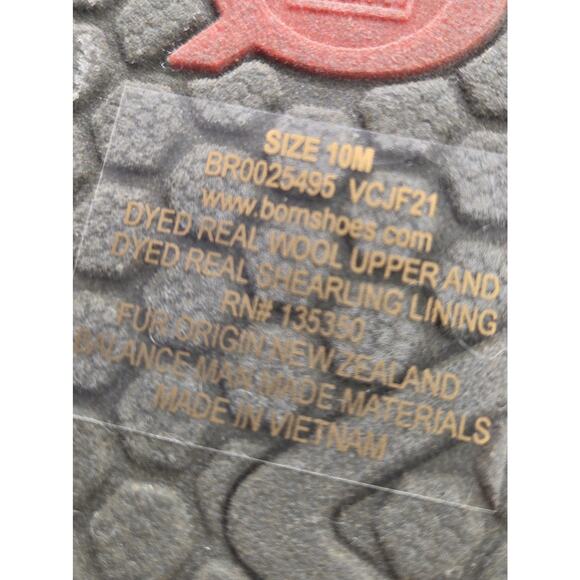 SIZE 10M
BR0025495 VCJF21
www.bornshoes.com
DYED REAL WOOL UPPER AND
DYED REAL SHEARLING LINING
RN# 135350
FUR ORIGIN NEW ZEALAND
BALANCE MAN MADE MATERIALS
MADE IN VIETNAM